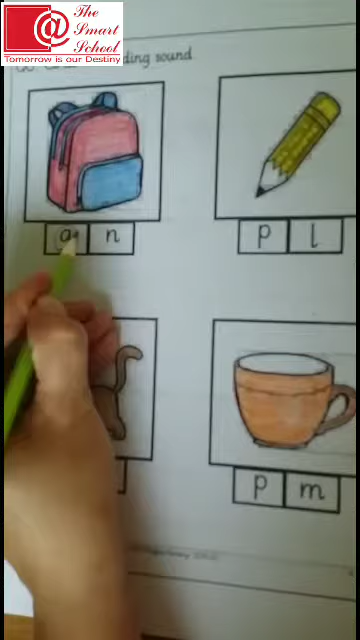 The
Smart
School
Tomorrow is our Destiny
ding sound
a n
p l
p m